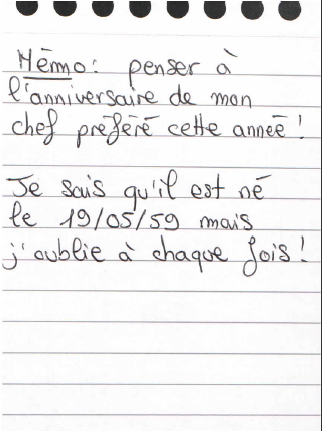 Mémo : penser à
l'anniversaire de mon
chef préféré cette année !
Je sais qu'il est né
le 19/05/59 mais
j'oublie à chaque fois !